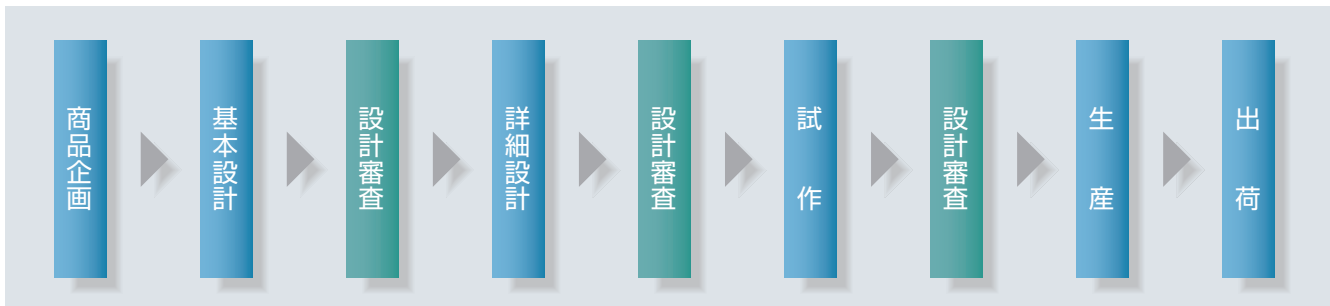 商品企画
基本設計
設計審査
詳細設計
設計審査
試作
設計審査
生産
出荷